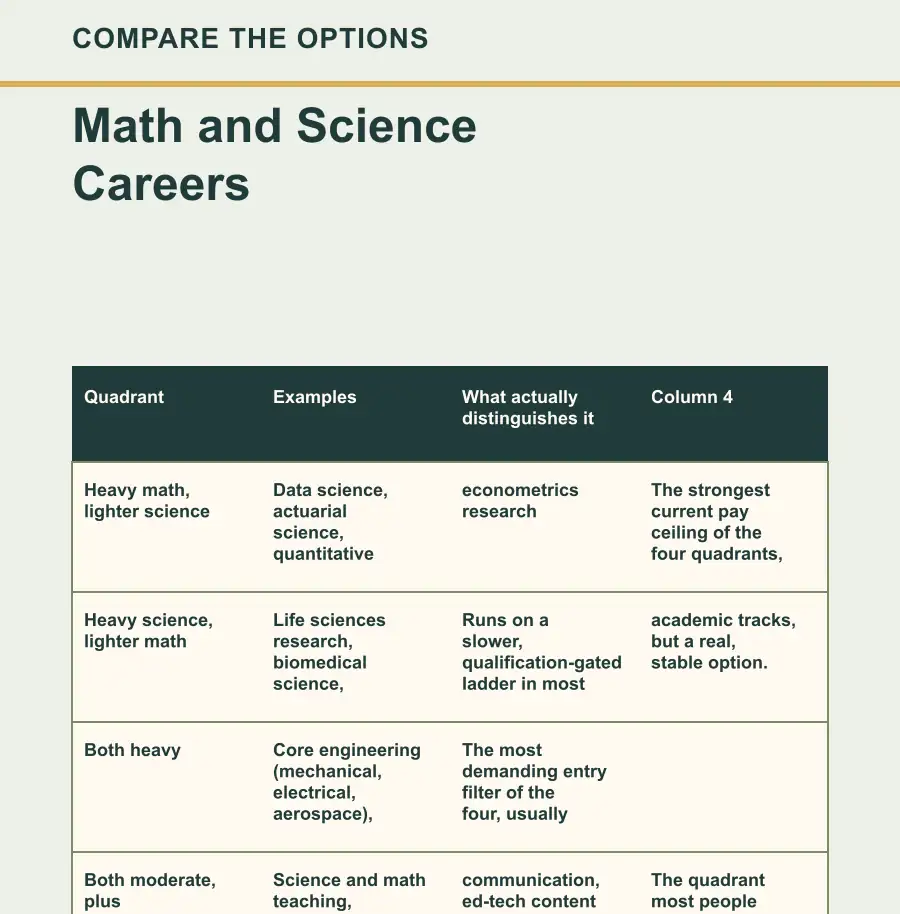 COMPARE THE OPTIONS
Math and Science
Careers
Quadrant
Examples
What actually
distinguishes it
Column 4
Heavy math,
lighter science
Data science,
actuarial
science,
quantitative
econometrics
research
The strongest
current pay
ceiling of the
four quadrants,
Heavy science,
lighter math
Life sciences
research,
biomedical
science,
Runs on a
slower,
qualification-gated
ladder in most
academic tracks,
but a real,
stable option.
Both heavy
Core engineering
(mechanical,
electrical,
aerospace),
The most
demanding entry
filter of the
four, usually
Both moderate,
plus
Science and math
teaching,
communication,
ed-tech content
The quadrant
most people